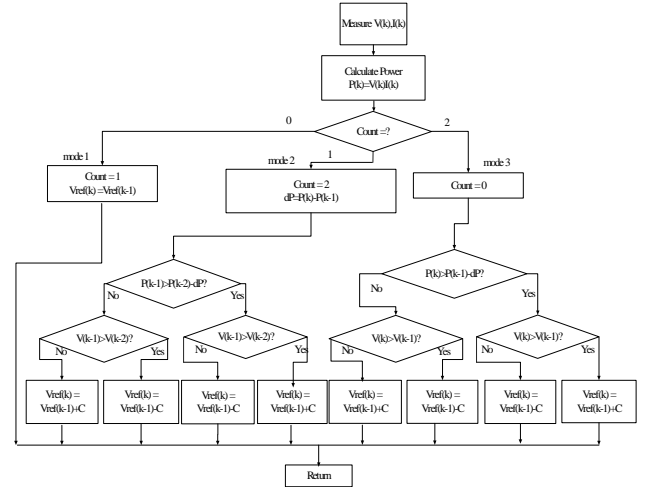 Measure V(k),I(k)
Calculate Power
P(k)=V(k)I(k)
Count =?
0
1
2
mode 1
Count = 1
Vref(k) =Vref(k-1)
mode 2
Count = 2
dP=P(k)-P(k-1)
mode 3
Count = 0
P(k-1)>P(k-2)-dP?
No
Yes
P(k)>P(k-1)-dP?
No
Yes
V(k-1)>V(k-2)?
No
Yes
V(k-1)>V(k-2)?
No
Yes
V(k)>V(k-1)?
No
Yes
V(k)>V(k-1)?
No
Yes
Vref(k) =
Vref(k-1)+C
Vref(k) =
Vref(k-1)-C
Vref(k) =
Vref(k-1)-C
Vref(k) =
Vref(k-1)+C
Vref(k) =
Vref(k-1)+C
Vref(k) =
Vref(k-1)-C
Vref(k) =
Vref(k-1)-C
Vref(k) =
Vref(k-1)+C
Return